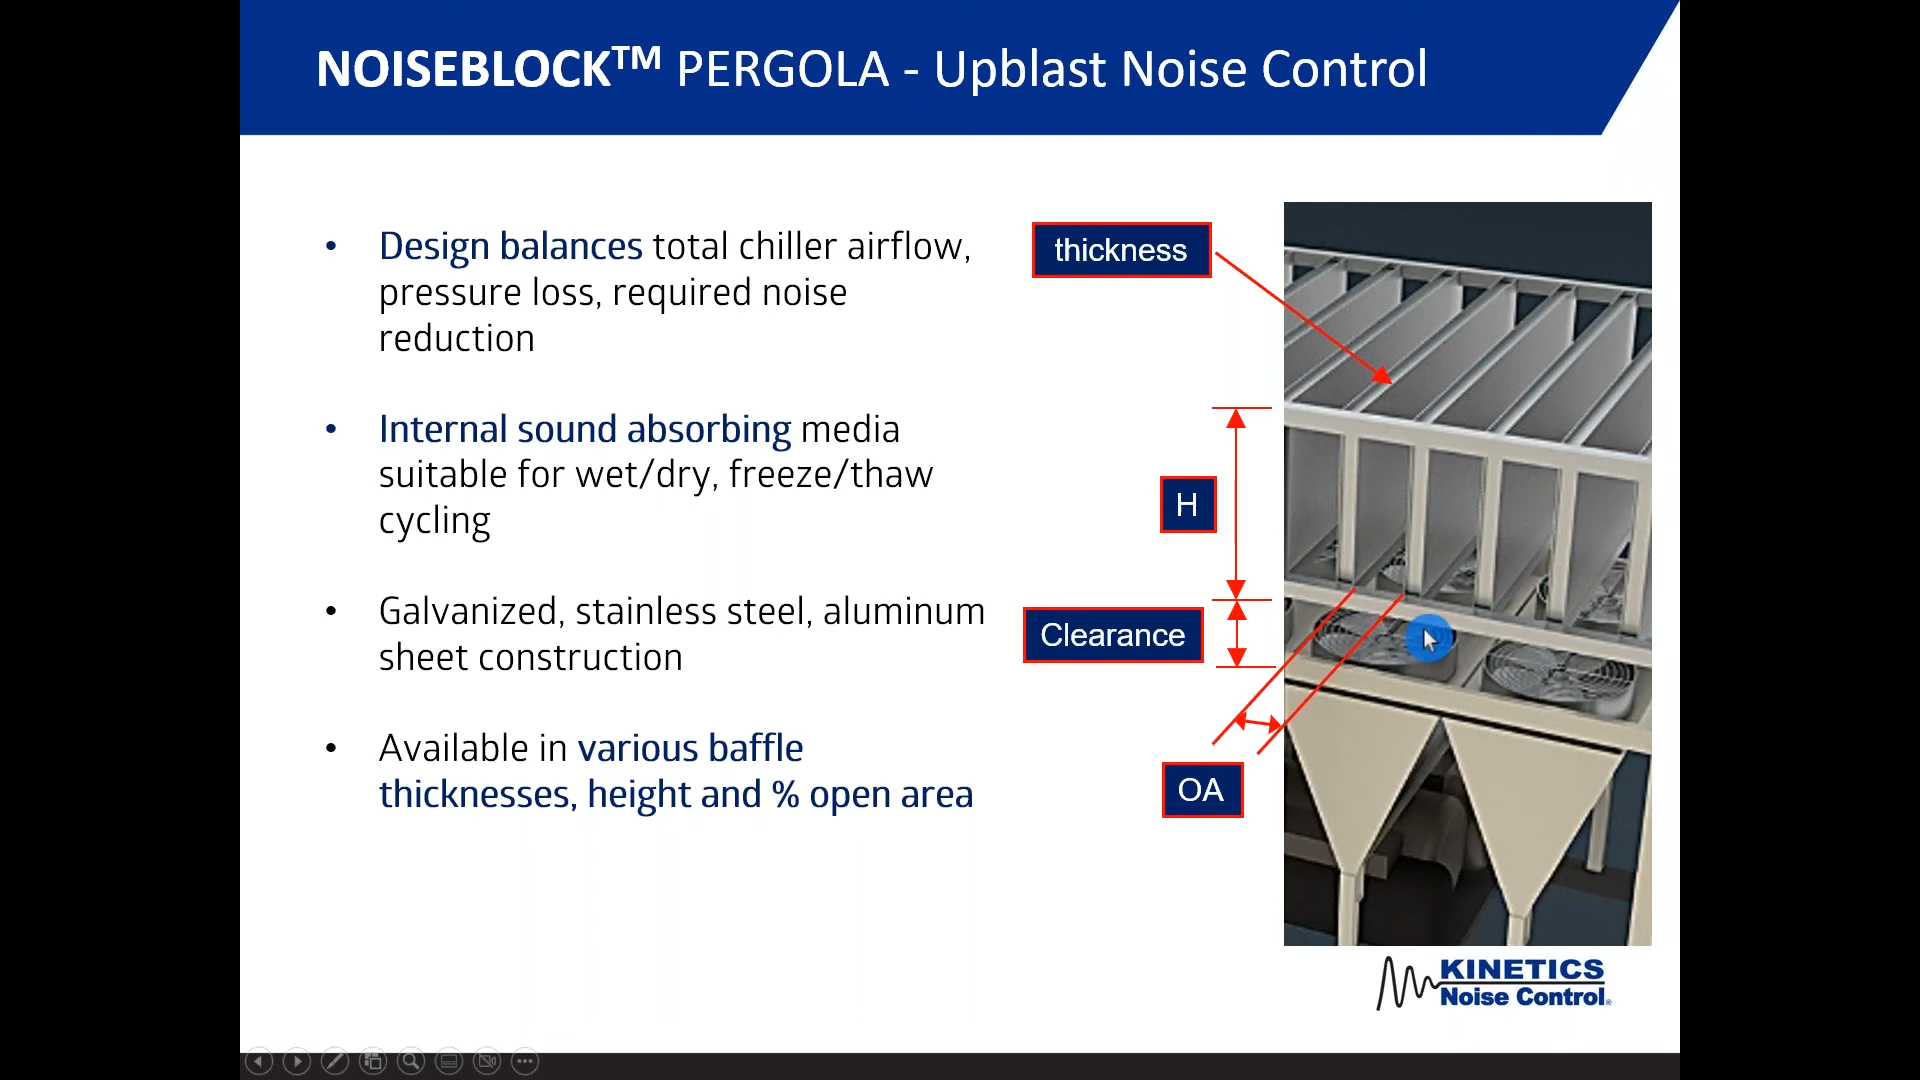 NOISEBLOCK™ PERGOLA - Upblast Noise Control
• Design balances total chiller airflow,
pressure loss, required noise
reduction
• Internal sound absorbing media
suitable for wet/dry, freeze/thaw
cycling
• Galvanized, stainless steel, aluminum
sheet construction
• Available in various baffle
thicknesses, height and % open area
thickness
H
Clearance
OA
KINETICS
Noise Control®